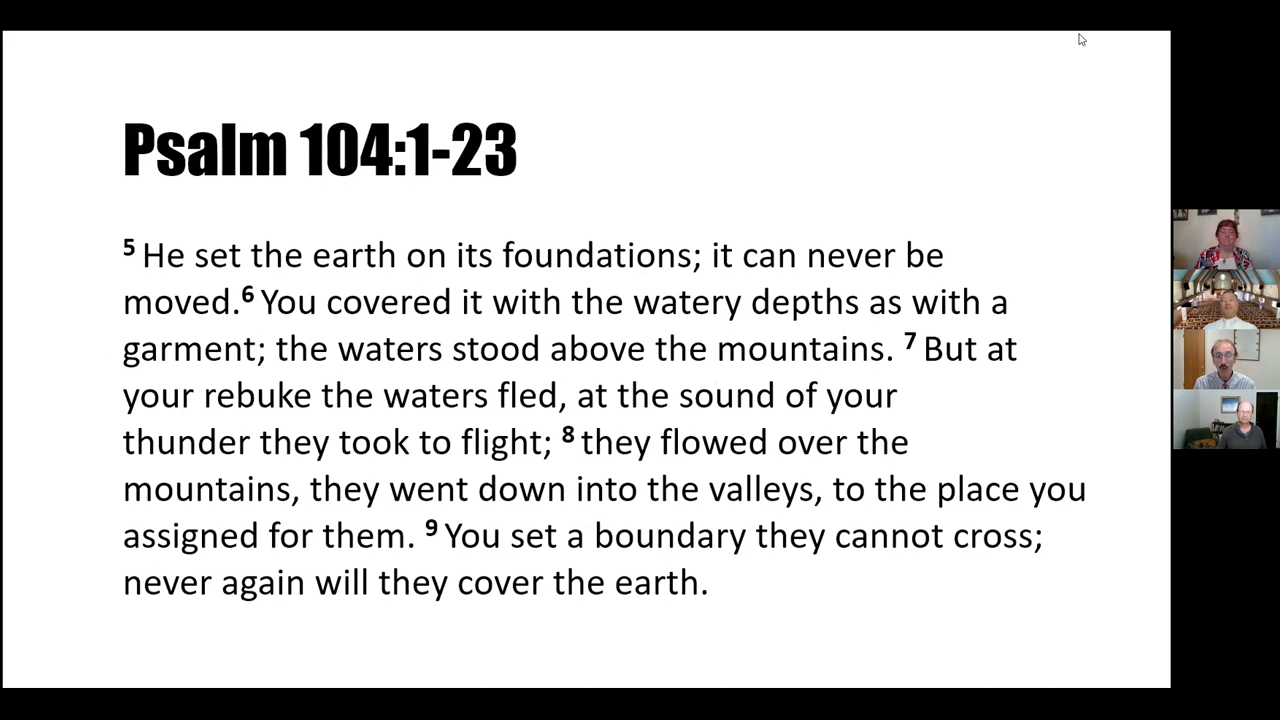 Psalm 104:1-23
5 He set the earth on its foundations; it can never be
moved.6 You covered it with the watery depths as with a
garment; the waters stood above the mountains. 7 But at
your rebuke the waters fled, at the sound of your
thunder they took to flight; 8 they flowed over the
mountains, they went down into the valleys, to the place you
assigned for them. 9 You set a boundary they cannot cross;
never again will they cover the earth.